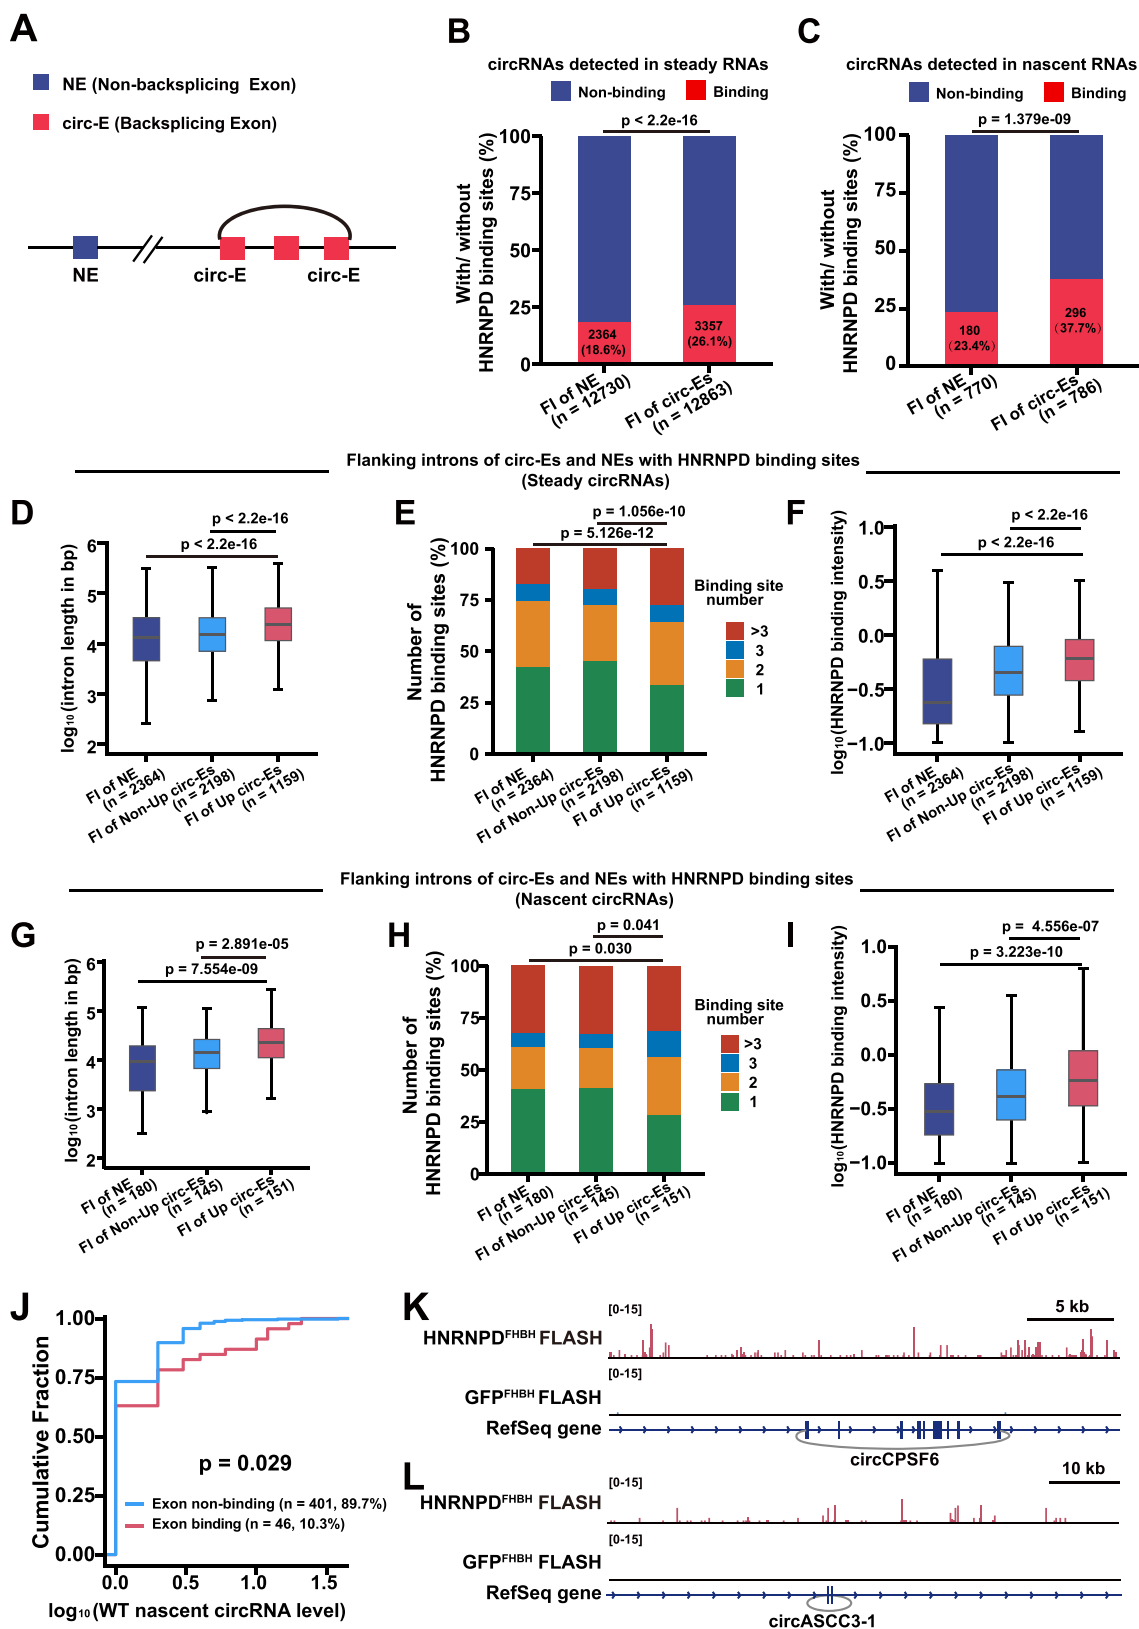 A
NE (Non-backsplicing Exon)
circ-E (Backsplicing Exon)
NE
circ-E
circ-E
B
circRNAs detected in steady RNAs
Non-binding
Binding
p < 2.2e-16
With/ without
HNRNPD binding sites (%)
100
75
50
25
0
2364
(18.6%)
3357
(26.1%)
FI of NE
(n = 12730)
FI of circ-Es
(n = 12863)
C
circRNAs detected in nascent RNAs
Non-binding
Binding
p = 1.379e-09
With/ without
HNRNPD binding sites (%)
100
75
50
25
0
180
(23.4%)
296
(37.7%)
FI of NE
(n = 770)
FI of circ-Es
(n = 786)
Flanking introns of circ-Es and NEs with HNRNPD binding sites
(Steady circRNAs)
D
p < 2.2e-16
p < 2.2e-16
log₁₀(intron length in bp)
6
5
4
3
2
FI of NE
(n = 2364)
FI of Non-Up circ-Es
(n = 2198)
FI of Up circ-Es
(n = 1159)
E
p = 1.056e-10
p = 5.126e-12
Number of
HNRNPD binding sites (%)
100
75
50
25
0
Binding site
number
>3
3
2
1
FI of NE
(n = 2364)
FI of Non-Up circ-Es
(n = 2198)
FI of Up circ-Es
(n = 1159)
F
p < 2.2e-16
p < 2.2e-16
log₁₀(HNRNPD binding intensity)
1.0
0.5
0.0
−0.5
−1.0
FI of NE
(n = 2364)
FI of Non-Up circ-Es
(n = 2198)
FI of Up circ-Es
(n = 1159)
Flanking introns of circ-Es and NEs with HNRNPD binding sites
(Nascent circRNAs)
G
p = 2.891e-05
p = 7.554e-09
log₁₀(intron length in bp)
6
5
4
3
2
FI of NE
(n = 180)
FI of Non-Up circ-Es
(n = 145)
FI of Up circ-Es
(n = 151)
H
p = 0.041
p = 0.030
Number of
HNRNPD binding sites (%)
100
75
50
25
0
Binding site
number
>3
3
2
1
FI of NE
(n = 180)
FI of Non-Up circ-Es
(n = 145)
FI of Up circ-Es
(n = 151)
I
p = 4.556e-07
p = 3.223e-10
log₁₀(HNRNPD binding intensity)
1.0
0.5
0.0
−0.5
−1.0
FI of NE
(n = 180)
FI of Non-Up circ-Es
(n = 145)
FI of Up circ-Es
(n = 151)
J
Cumulative Fraction
1.00
0.75
0.50
0.25
0.00
p = 0.029
Exon non-binding (n = 401, 89.7%)
Exon binding (n = 46, 10.3%)
0.0
0.5
1.0
1.5
log₁₀(WT nascent circRNA level)
K
[0-15]
5 kb
HNRNPDᶠᴴᴮᴴ FLASH
[0-15]
GFPᶠᴴᴮᴴ FLASH
RefSeq gene
circCPSF6
L
[0-15]
10 kb
HNRNPDᶠᴴᴮᴴ FLASH
[0-15]
GFPᶠᴴᴮᴴ FLASH
RefSeq gene
circASCC3-1